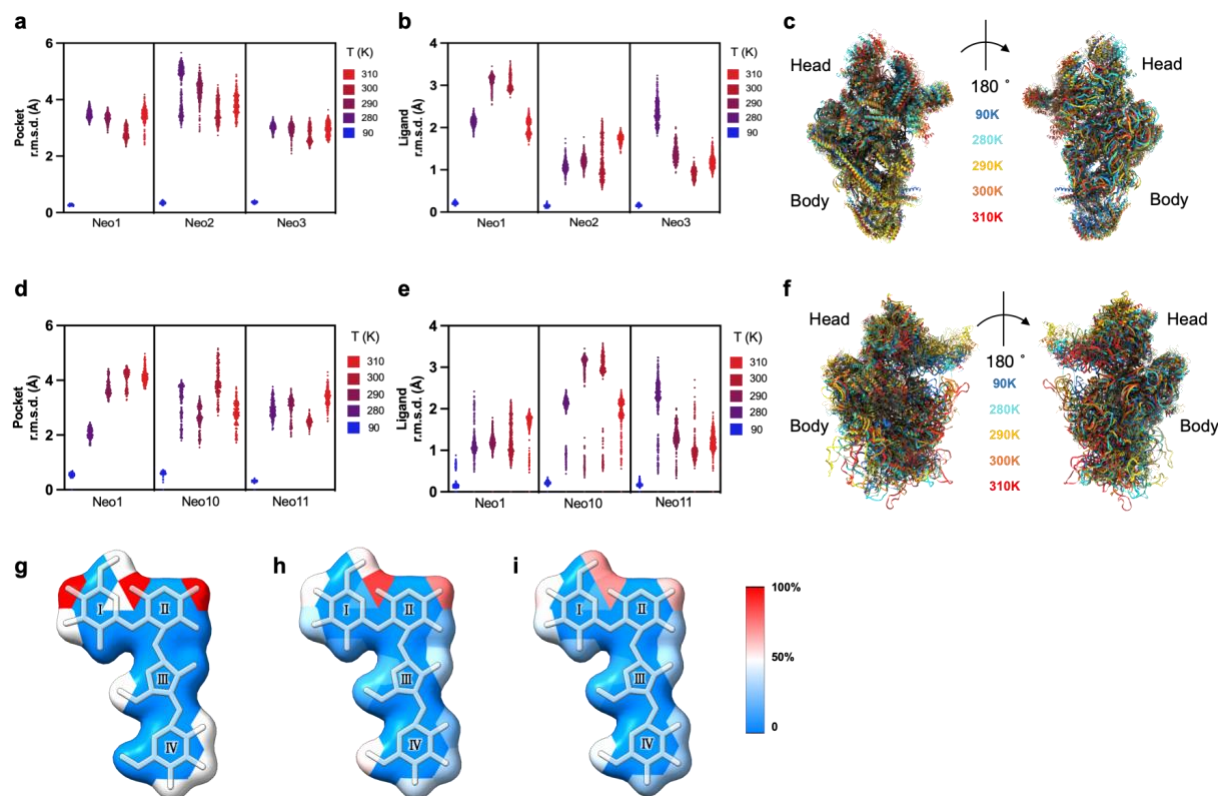 a
6
4
2
0
Pocket
r.m.s.d. (Å)
Neo1
Neo2
Neo3
T (K)
310
300
290
280
90
b
4
3
2
1
0
Ligand
r.m.s.d. (Å)
Neo1
Neo2
Neo3
T (K)
310
300
290
280
90
c
Head
Head
180 °
90K
280K
290K
300K
310K
Body
Body
d
6
4
2
0
Pocket
r.m.s.d. (Å)
Neo1
Neo10
Neo11
T (K)
310
300
290
280
90
e
4
3
2
1
0
Ligand
r.m.s.d. (Å)
Neo1
Neo10
Neo11
T (K)
310
300
290
280
90
f
Head
Head
180 °
90K
280K
290K
300K
310K
Body
Body
g
I
II
III
IV
h
I
II
III
IV
i
I
II
III
IV
100%
50%
0